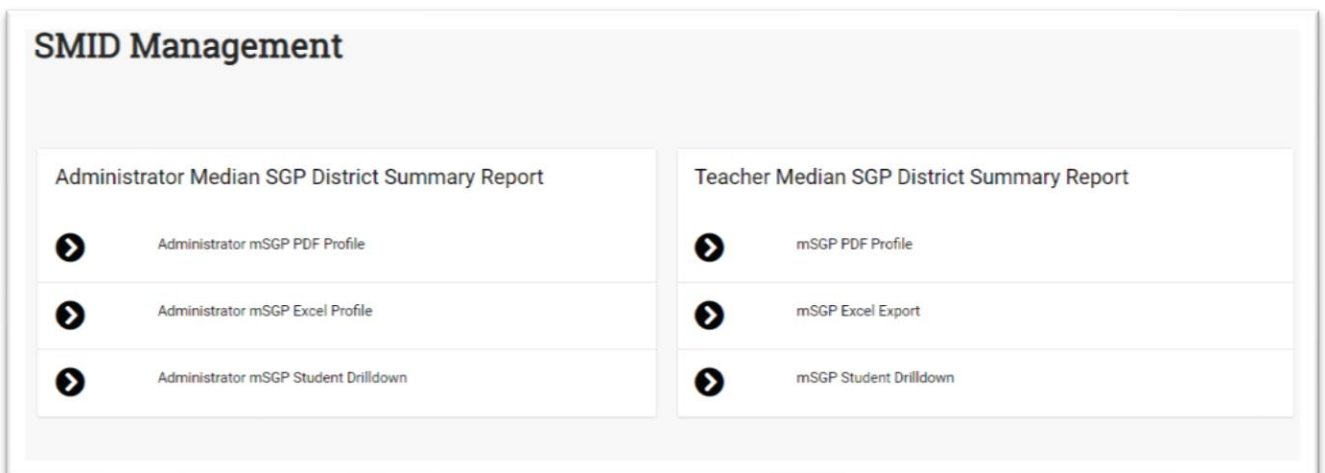 SMID Management
Administrator Median SGP District Summary Report
Administrator mSGP PDF Profile
Administrator mSGP Excel Profile
Administrator mSGP Student Drilldown
Teacher Median SGP District Summary Report
mSGP PDF Profile
mSGP Excel Export
mSGP Student Drilldown